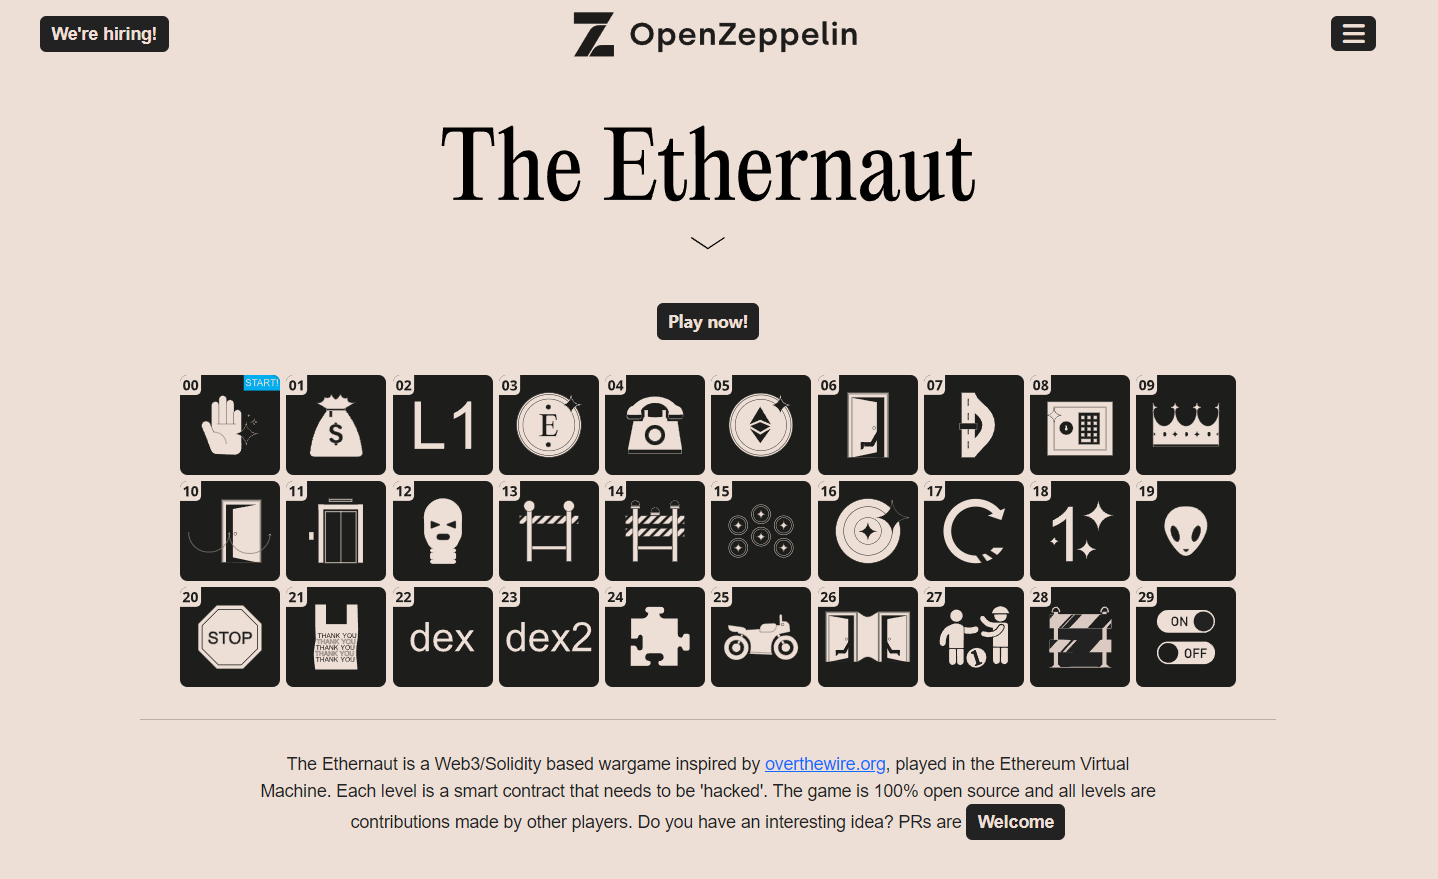 We're hiring!
OpenZeppelin
The Ethernaut
Play now!
00 START! 01 02 03 04 05 06 07 08 09
$ L1 E
10 11 12 13 14 15 16 17 18 19
1
20 21 22 23 24 25 26 27 28 29
STOP
THANK YOU
THANK YOU
THANK YOU
THANK YOU
THANK YOU
dex dex2
1
ON
OFF
The Ethernaut is a Web3/Solidity based wargame inspired by overthewire.org, played in the Ethereum Virtual
Machine. Each level is a smart contract that needs to be 'hacked'. The game is 100% open source and all levels are
contributions made by other players. Do you have an interesting idea? PRs are Welcome